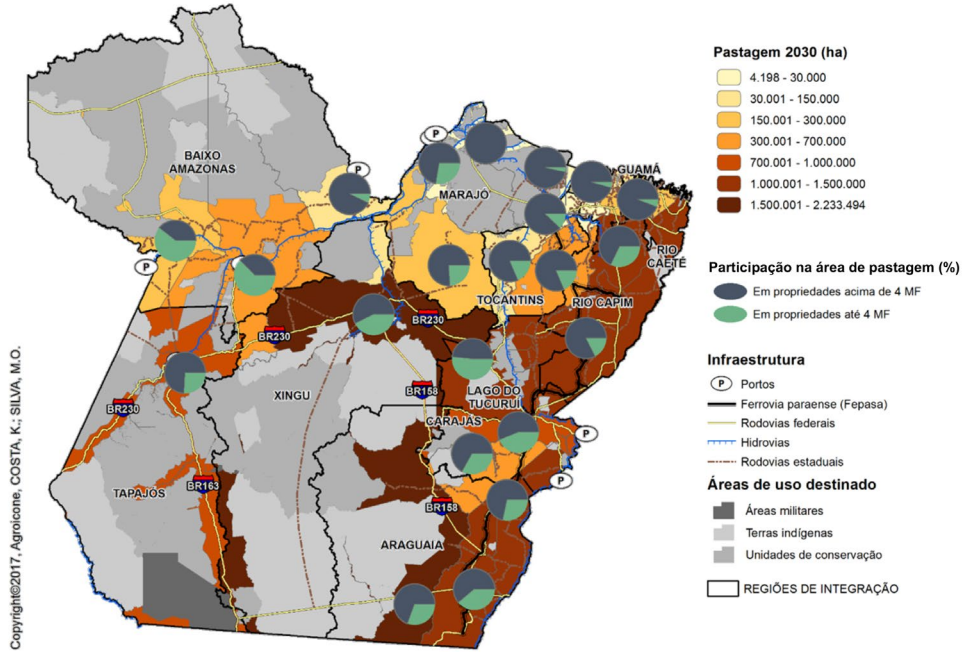 P
P
GUAMÁ
BAIXO
AMAZONAS
MARAJÓ
RIO
CAETÉ
P
TOCANTINS
RIO CAPIM
BR230
BR230
XINGU
BR158
LAGO DO
TUCURUÍ
BR230
CARAJÁS
P
P
TAPAJÓS
BR163
BR158
ARAGUAIA
Copyright©2017, Agroicone, COSTA, K.; SILVA, M.O.
Pastagem 2030 (ha)
4.198 - 30.000
30.001 - 150.000
150.001 - 300.000
300.001 - 700.000
700.001 - 1.000.000
1.000.001 - 1.500.000
1.500.001 - 2.233.494
Participação na área de pastagem (%)
Em propriedades acima de 4 MF
Em propriedades até 4 MF
Infraestrutura
P Portos
Ferrovia paraense (Fepasa)
Rodovias federais
Hidrovias
Rodovias estaduais
Áreas de uso destinado
Áreas militares
Terras indígenas
Unidades de conservação
REGIÕES DE INTEGRAÇÃO